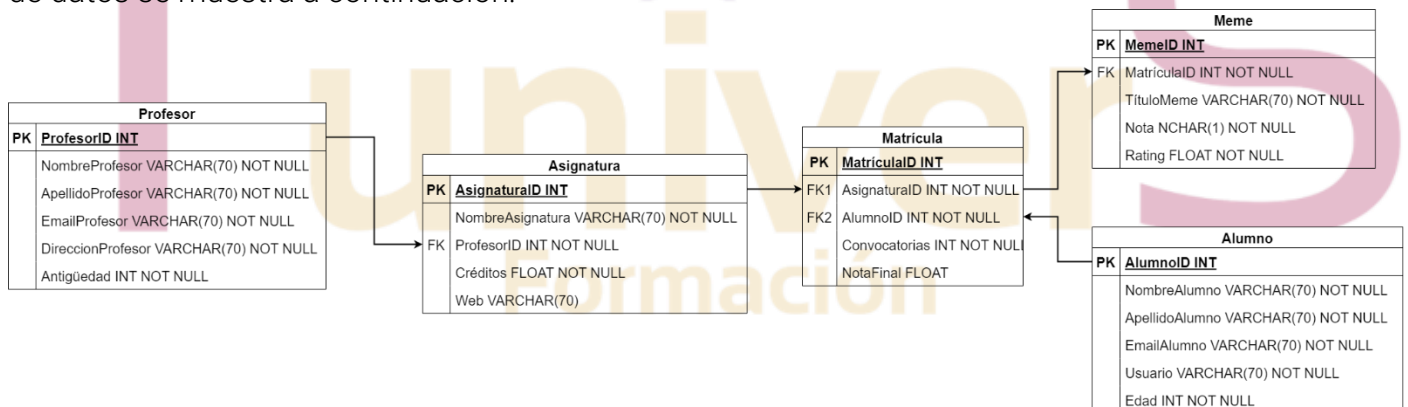 de datos se muestra a continuación:
Profesor
PK ProfesorID INT
NombreProfesor VARCHAR(70) NOT NULL
ApellidoProfesor VARCHAR(70) NOT NULL
EmailProfesor VARCHAR(70) NOT NULL
DireccionProfesor VARCHAR(70) NOT NULL
Antigüedad INT NOT NULL
Asignatura
PK AsignaturaID INT
NombreAsignatura VARCHAR(70) NOT NULL
FK ProfesorID INT NOT NULL
Créditos FLOAT NOT NULL
Web VARCHAR(70)
Matrícula
PK MatrículaID INT
FK1 AsignaturaID INT NOT NULL
FK2 AlumnoID INT NOT NULL
Convocatorias INT NOT NULL
NotaFinal FLOAT
Meme
PK MemeID INT
FK MatrículaID INT NOT NULL
TítuloMeme VARCHAR(70) NOT NULL
Nota NCHAR(1) NOT NULL
Rating FLOAT NOT NULL
Alumno
PK AlumnoID INT
NombreAlumno VARCHAR(70) NOT NULL
ApellidoAlumno VARCHAR(70) NOT NULL
EmailAlumno VARCHAR(70) NOT NULL
Usuario VARCHAR(70) NOT NULL
Edad INT NOT NULL
univerS
Formación